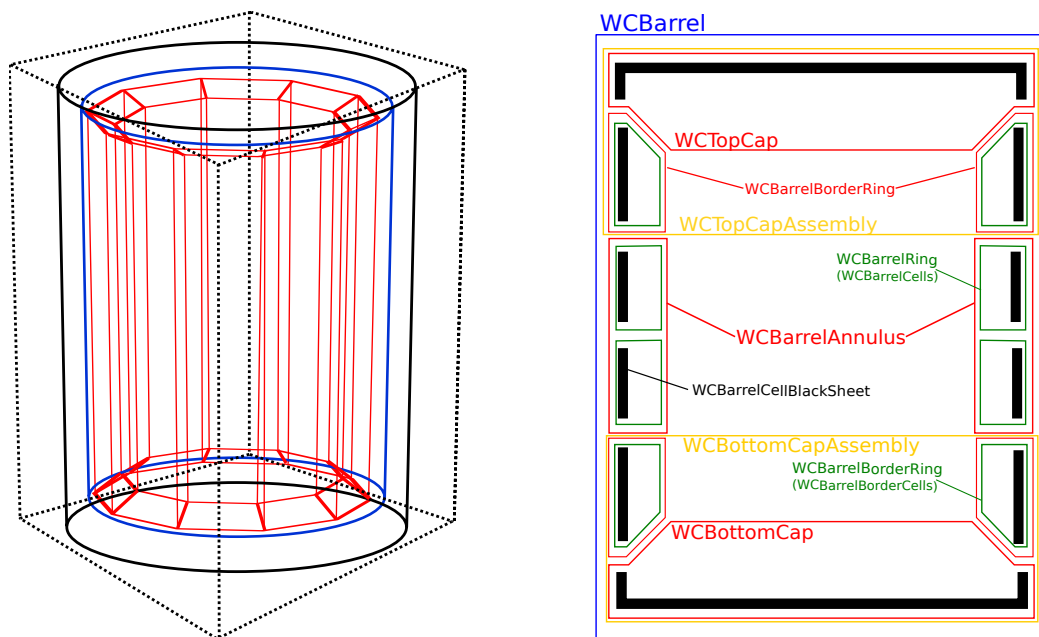 WCBarrel
WCTopCap
WCBarrelBorderRing
WCTopCapAssembly
WCBarrelRing
(WCBarrelCells)
WCBarrelAnnulus
WCBarrelCellBlackSheet
WCBottomCapAssembly
WCBarrelBorderRing
(WCBarrelBorderCells)
WCBottomCap